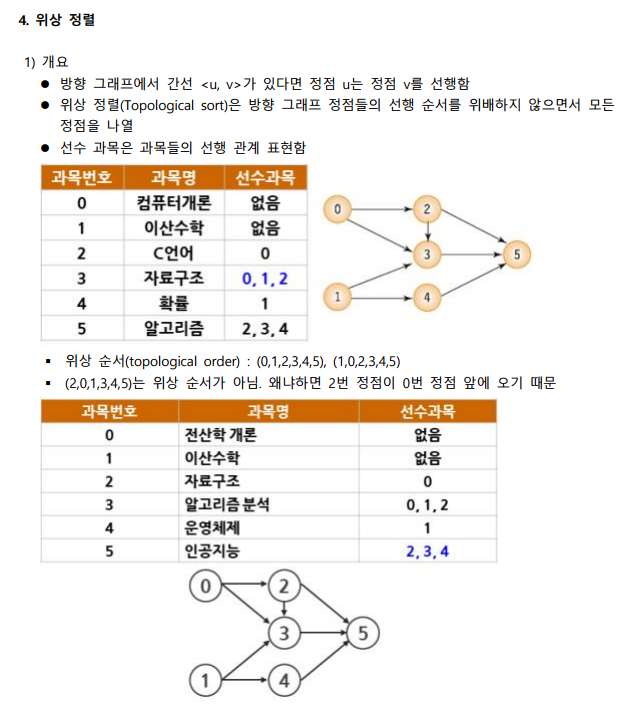 4. 위상 정렬
1) 개요
● 방향 그래프에서 간선 <u, v>가 있다면 정점 u는 정점 v를 선행함
● 위상 정렬(Topological sort)은 방향 그래프 정점들의 선행 순서를 위배하지 않으면서 모든
정점을 나열
● 선수 과목은 과목들의 선행 관계 표현함
과목번호 과목명 선수과목
0 컴퓨터개론 없음
1 이산수학 없음
2 C언어 0
3 자료구조 0, 1, 2
4 확률 1
5 알고리즘 2, 3, 4
0 2
3 5
1 4
▪ 위상 순서(topological order) : (0,1,2,3,4,5), (1,0,2,3,4,5)
▪ (2,0,1,3,4,5)는 위상 순서가 아님. 왜냐하면 2번 정점이 0번 정점 앞에 오기 때문
과목번호 과목명 선수과목
0 전산학 개론 없음
1 이산수학 없음
2 자료구조 0
3 알고리즘 분석 0, 1, 2
4 운영체제 1
5 인공지능 2, 3, 4
0 2
3 5
1 4